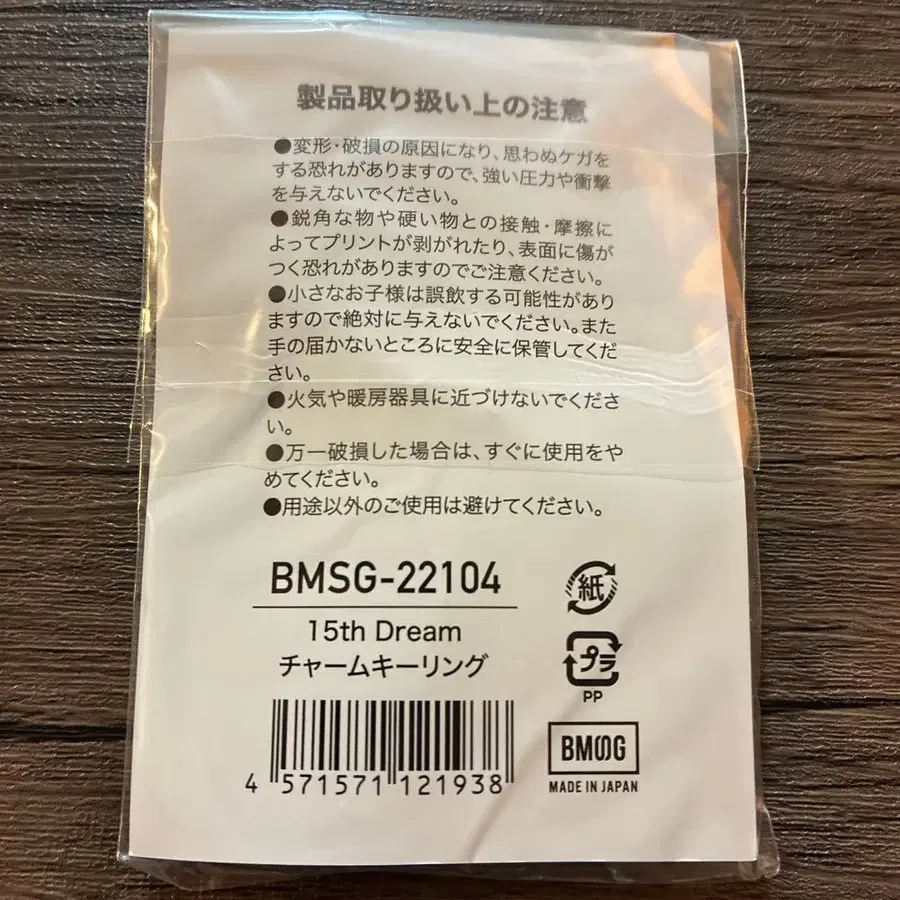 製品取り扱い上の注意
●変形・破損の原因になり、思わぬケガを
する恐れがありますので、強い圧力や衝撃
を与えないでください。
●鋭角な物や硬い物との接触・摩擦に
よってプリントが剥がれたり、表面に傷が
つく恐れがありますのでご注意ください。
●小さなお子様は誤飲する可能性があり
ますので絶対に与えないでください。また
手の届かないところに安全に保管してくだ
さい。
●火気や暖房器具に近づけないでくださ
い。
●万一破損した場合は、すぐに使用をや
めてください。
●用途以外のご使用は避けてください。
BMSG-22104
15th Dream
チャームキーリング
4 571571 121938
紙
プラ
PP
BMSG
MADE IN JAPAN